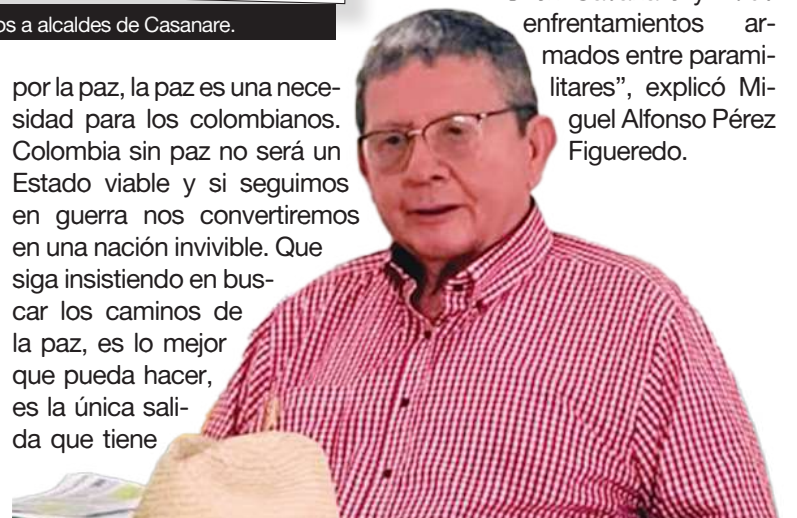 os a alcaldes de Casanare.
por la paz, la paz es una nece-
sidad para los colombianos.
Colombia sin paz no será un
Estado viable y si seguimos
en guerra nos convertiremos
en una nación invivible. Que
siga insistiendo en bus-
car los caminos de
la paz, es lo mejor
que pueda hacer,
es la única sali-
da que tiene
enfrentamientos ar-
mados entre parami-
litares”, explicó Mi-
guel Alfonso Pérez
Figueredo.